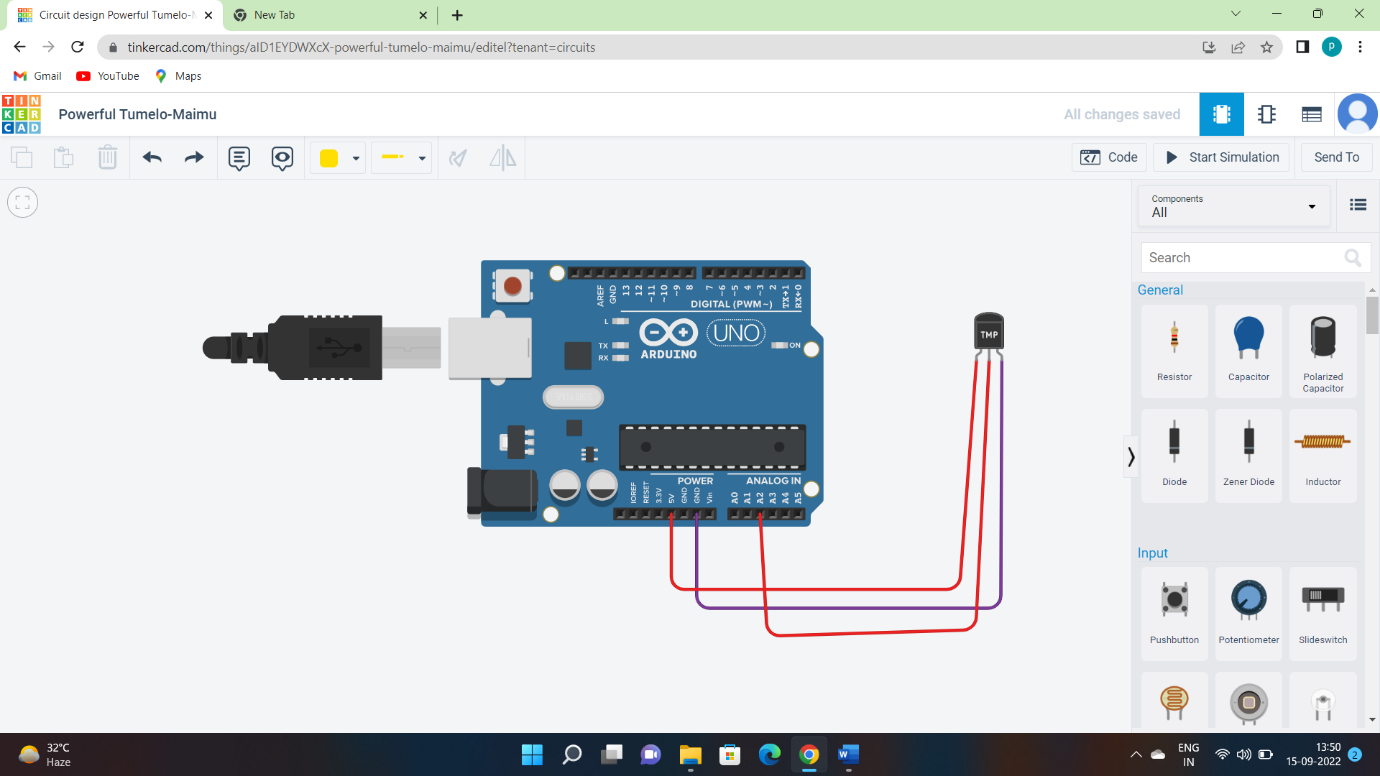 Circuit design Powerful Tumelo-M
New Tab
tinkercad.com/things/aID1EYDWXcX-powerful-tumelo-maimu/editel?tenant=circuits
P
Gmail
YouTube
Maps
TIN
KER
CAD
Powerful Tumelo-Maimu
All changes saved
Code
Start Simulation
Send To
Components
All
Search
General
Resistor
Capacitor
Polarized
Capacitor
Diode
Zener Diode
Inductor
Input
Pushbutton
Potentiometer
Slideswitch
AREF
GND
13
12
~11
~10
~9
8
7
~6
~5
4
~3
2
TX→1
RX←0
DIGITAL (PWM~)
L
TX
RX
ARDUINO
UNO
ON
TMP
POWER
ANALOG IN
IOREF
RESET
3.3V
5V
GND
GND
Vin
A0
A1
A2
A3
A4
A5
32°C
Haze
ENG
IN
13:50
15-09-2022
2